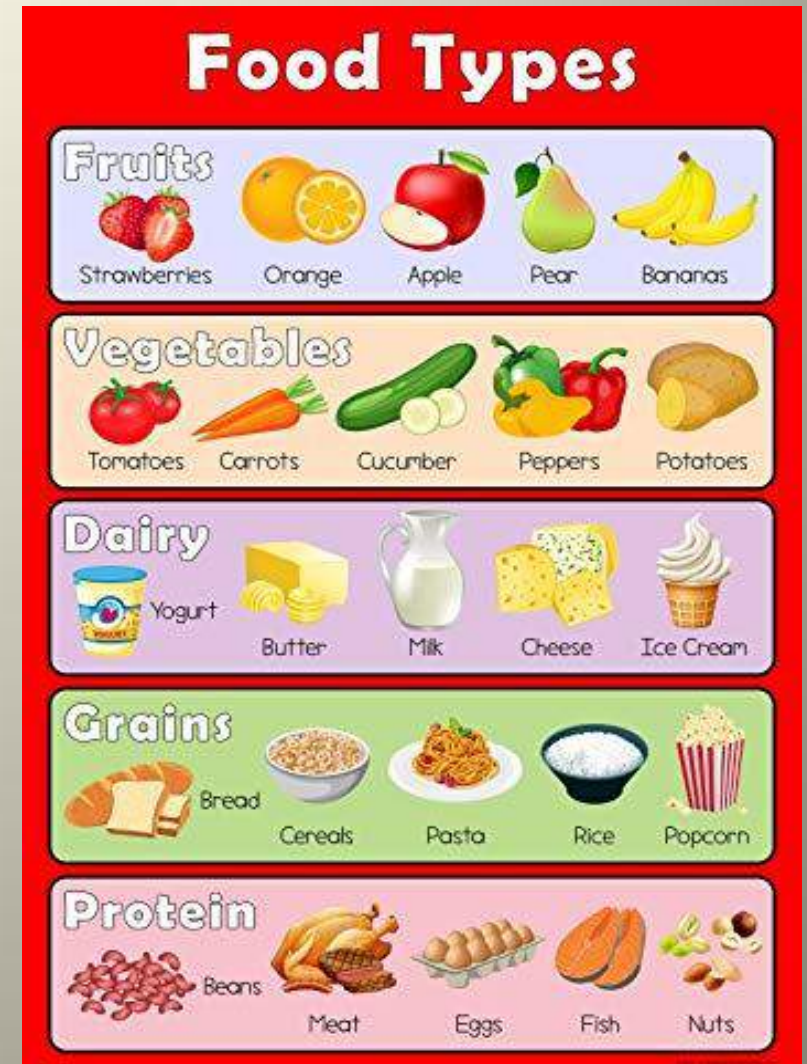 Food Types
Fruits
Strawberries Orange Apple Pear Bananas
Vegetables
Tomatoes Carrots Cucumber Peppers Potatoes
Dairy
Yogurt
YOGURT
Butter Milk Cheese Ice Cream
Grains
Bread
Cereals Pasta Rice Popcorn
Protein
Beans
Meat Eggs Fish Nuts